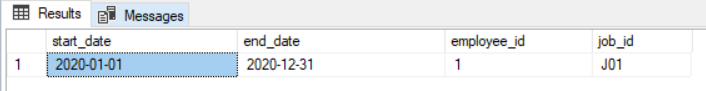 Results Messages
start_date end_date employee_id job_id
1 2020-01-01 2020-12-31 1 J01